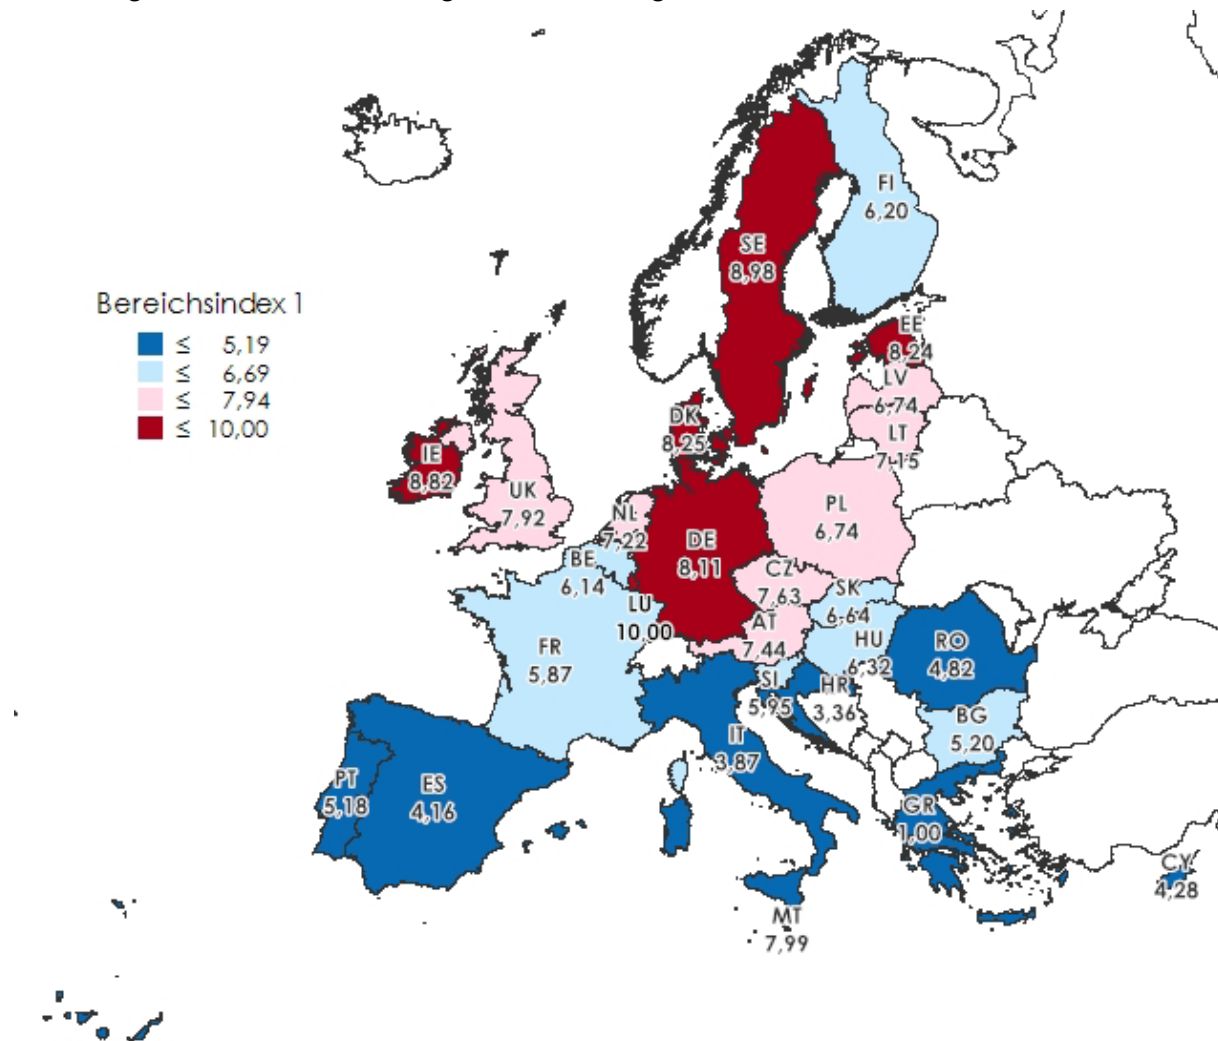 Bereichsindex 1
≤ 5,19
≤ 6,69
≤ 7,94
≤ 10,00
FI
6,20
SE
8,98
EE
8,24
LV
6,74
LT
7,15
DK
8,25
IE
8,82
UK
7,92
NL
7,22
PL
6,74
DE
8,11
BE
6,14
CZ
7,63
SK
6,64
LU
10,00
AT
7,44
HU
6,32
RO
4,82
FR
5,87
SI
5,95
HR
3,36
BG
5,20
IT
3,87
PT
5,18
ES
4,16
GR
1,00
CY
4,28
MT
7,99